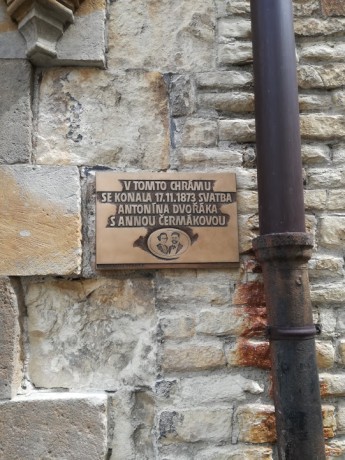 V TOMTO CHRÁMU
SE KONALA 17.11.1873 SVATBA
ANTONÍNA DVOŘÁKA
S ANNOU ČERMÁKOVOU